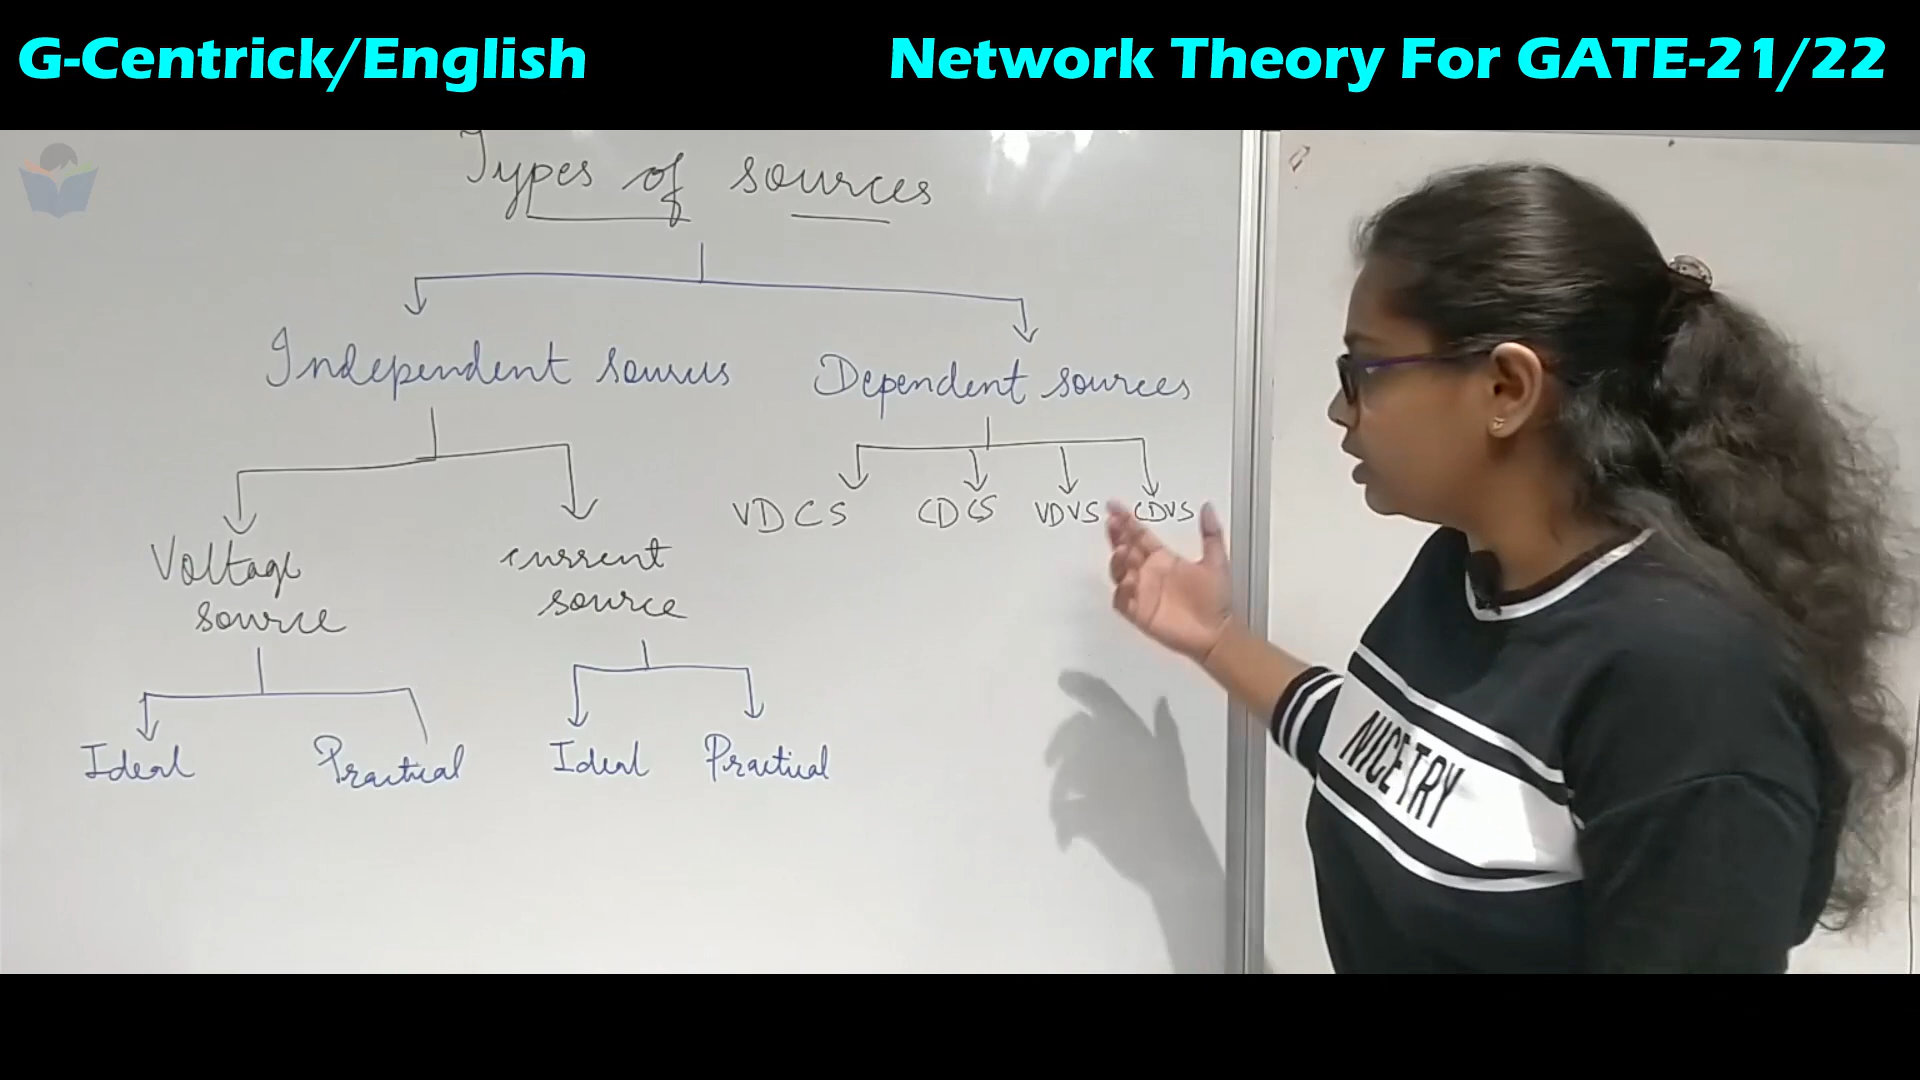 G-Centrick/English
Network Theory For GATE-21/22
Types of sources
Independent sources
Dependent sources
VDCS CDCS VDVS CDVS
Voltage source
current source
Ideal Practical Ideal Practical
NICE TRY